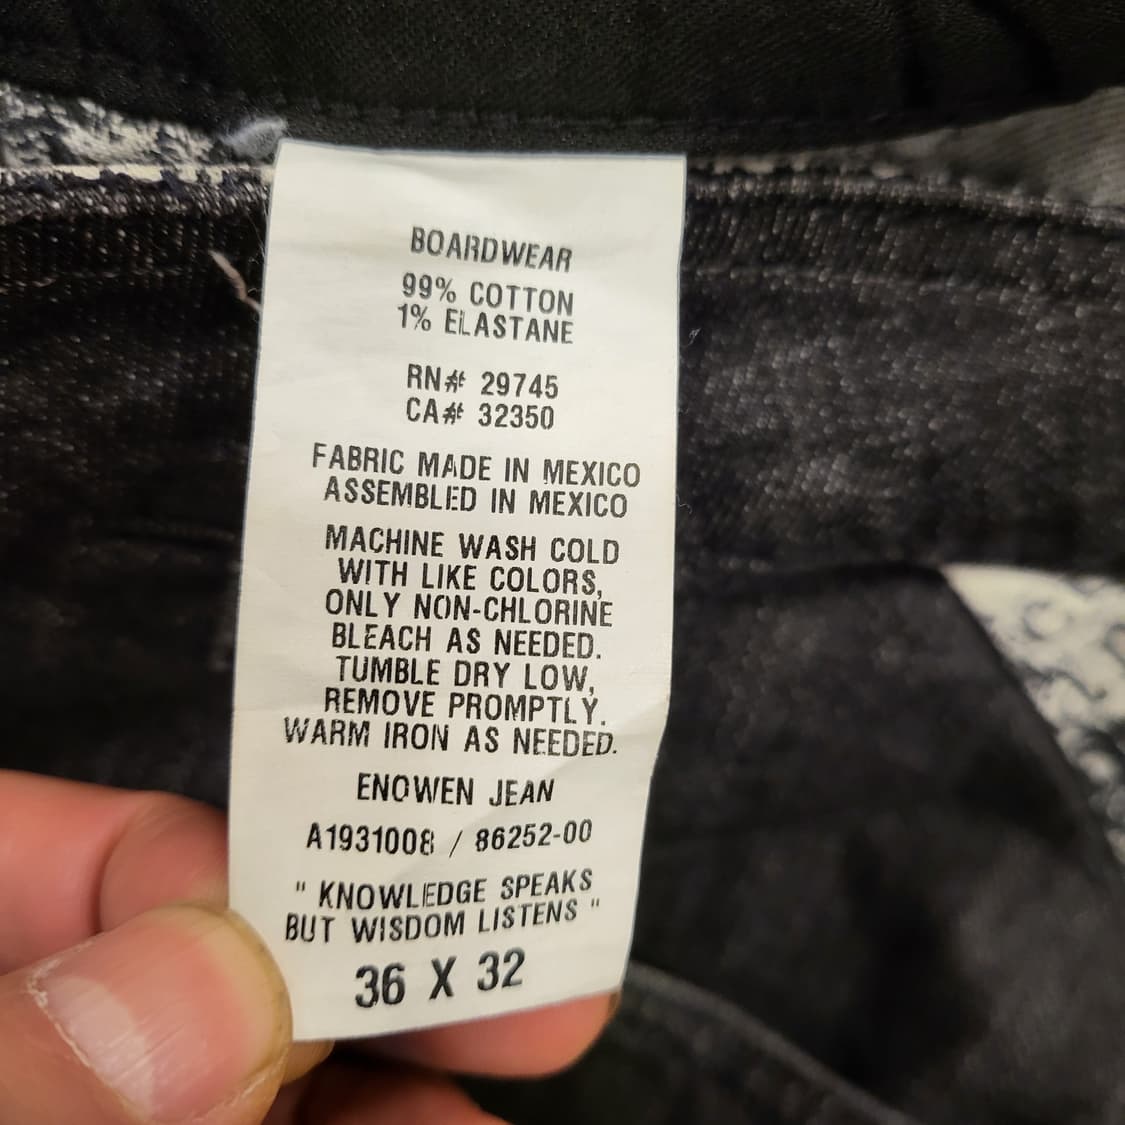 BOARDWEAR
99% COTTON
1% ELASTANE
RN# 29745
CA# 32350
FABRIC MADE IN MEXICO
ASSEMBLED IN MEXICO
MACHINE WASH COLD
WITH LIKE COLORS,
ONLY NON-CHLORINE
BLEACH AS NEEDED.
TUMBLE DRY LOW,
REMOVE PROMPTLY.
WARM IRON AS NEEDED.
ENOWEN JEAN
A1931008 / 86252-00
" KNOWLEDGE SPEAKS
BUT WISDOM LISTENS "
36 X 32